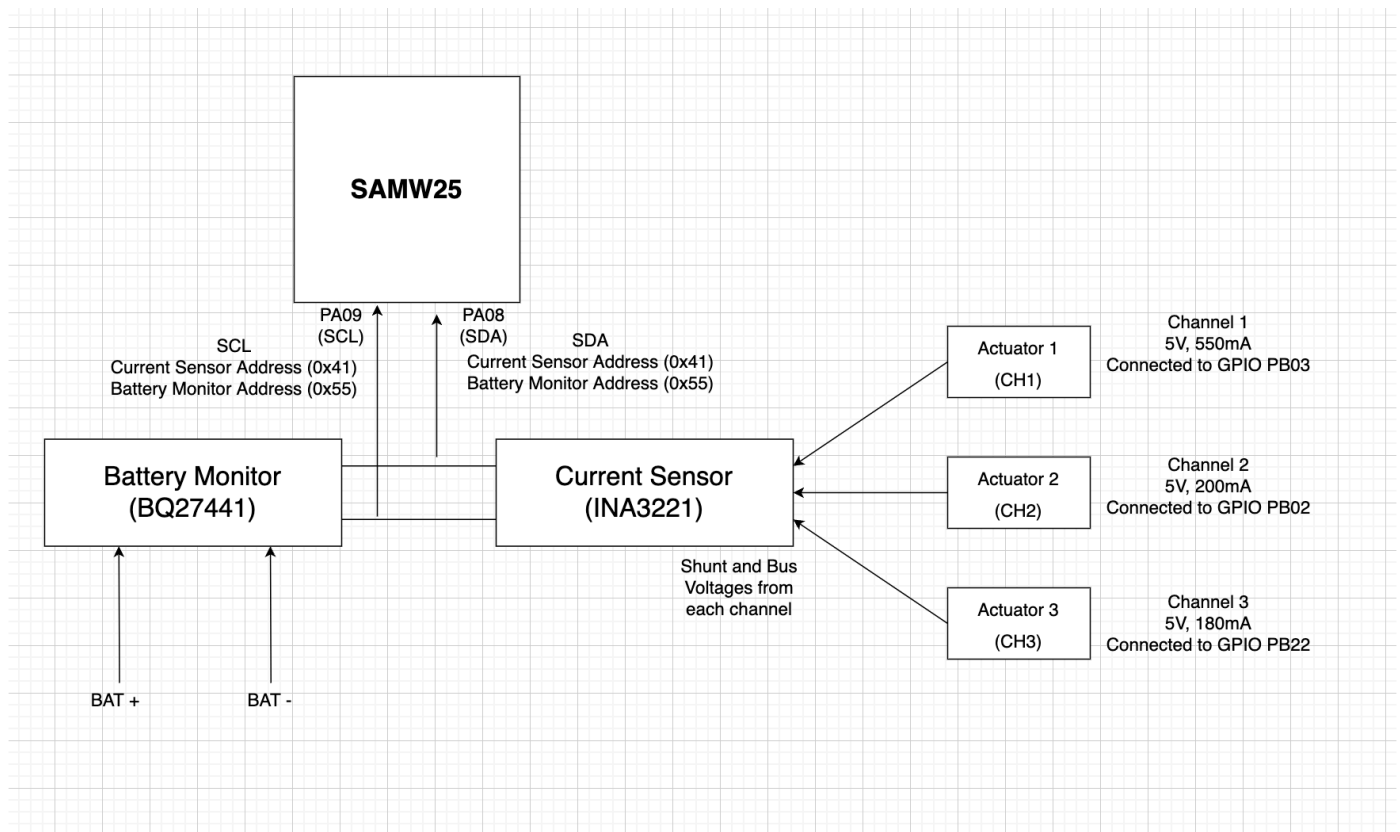 SAMW25
PA09
(SCL)
PA08
(SDA)
SCL
Current Sensor Address (0x41)
Battery Monitor Address (0x55)
SDA
Current Sensor Address (0x41)
Battery Monitor Address (0x55)
Battery Monitor
(BQ27441)
Current Sensor
(INA3221)
Shunt and Bus
Voltages from
each channel
BAT +
BAT -
Actuator 1
(CH1)
Channel 1
5V, 550mA
Connected to GPIO PB03
Actuator 2
(CH2)
Channel 2
5V, 200mA
Connected to GPIO PB02
Actuator 3
(CH3)
Channel 3
5V, 180mA
Connected to GPIO PB22